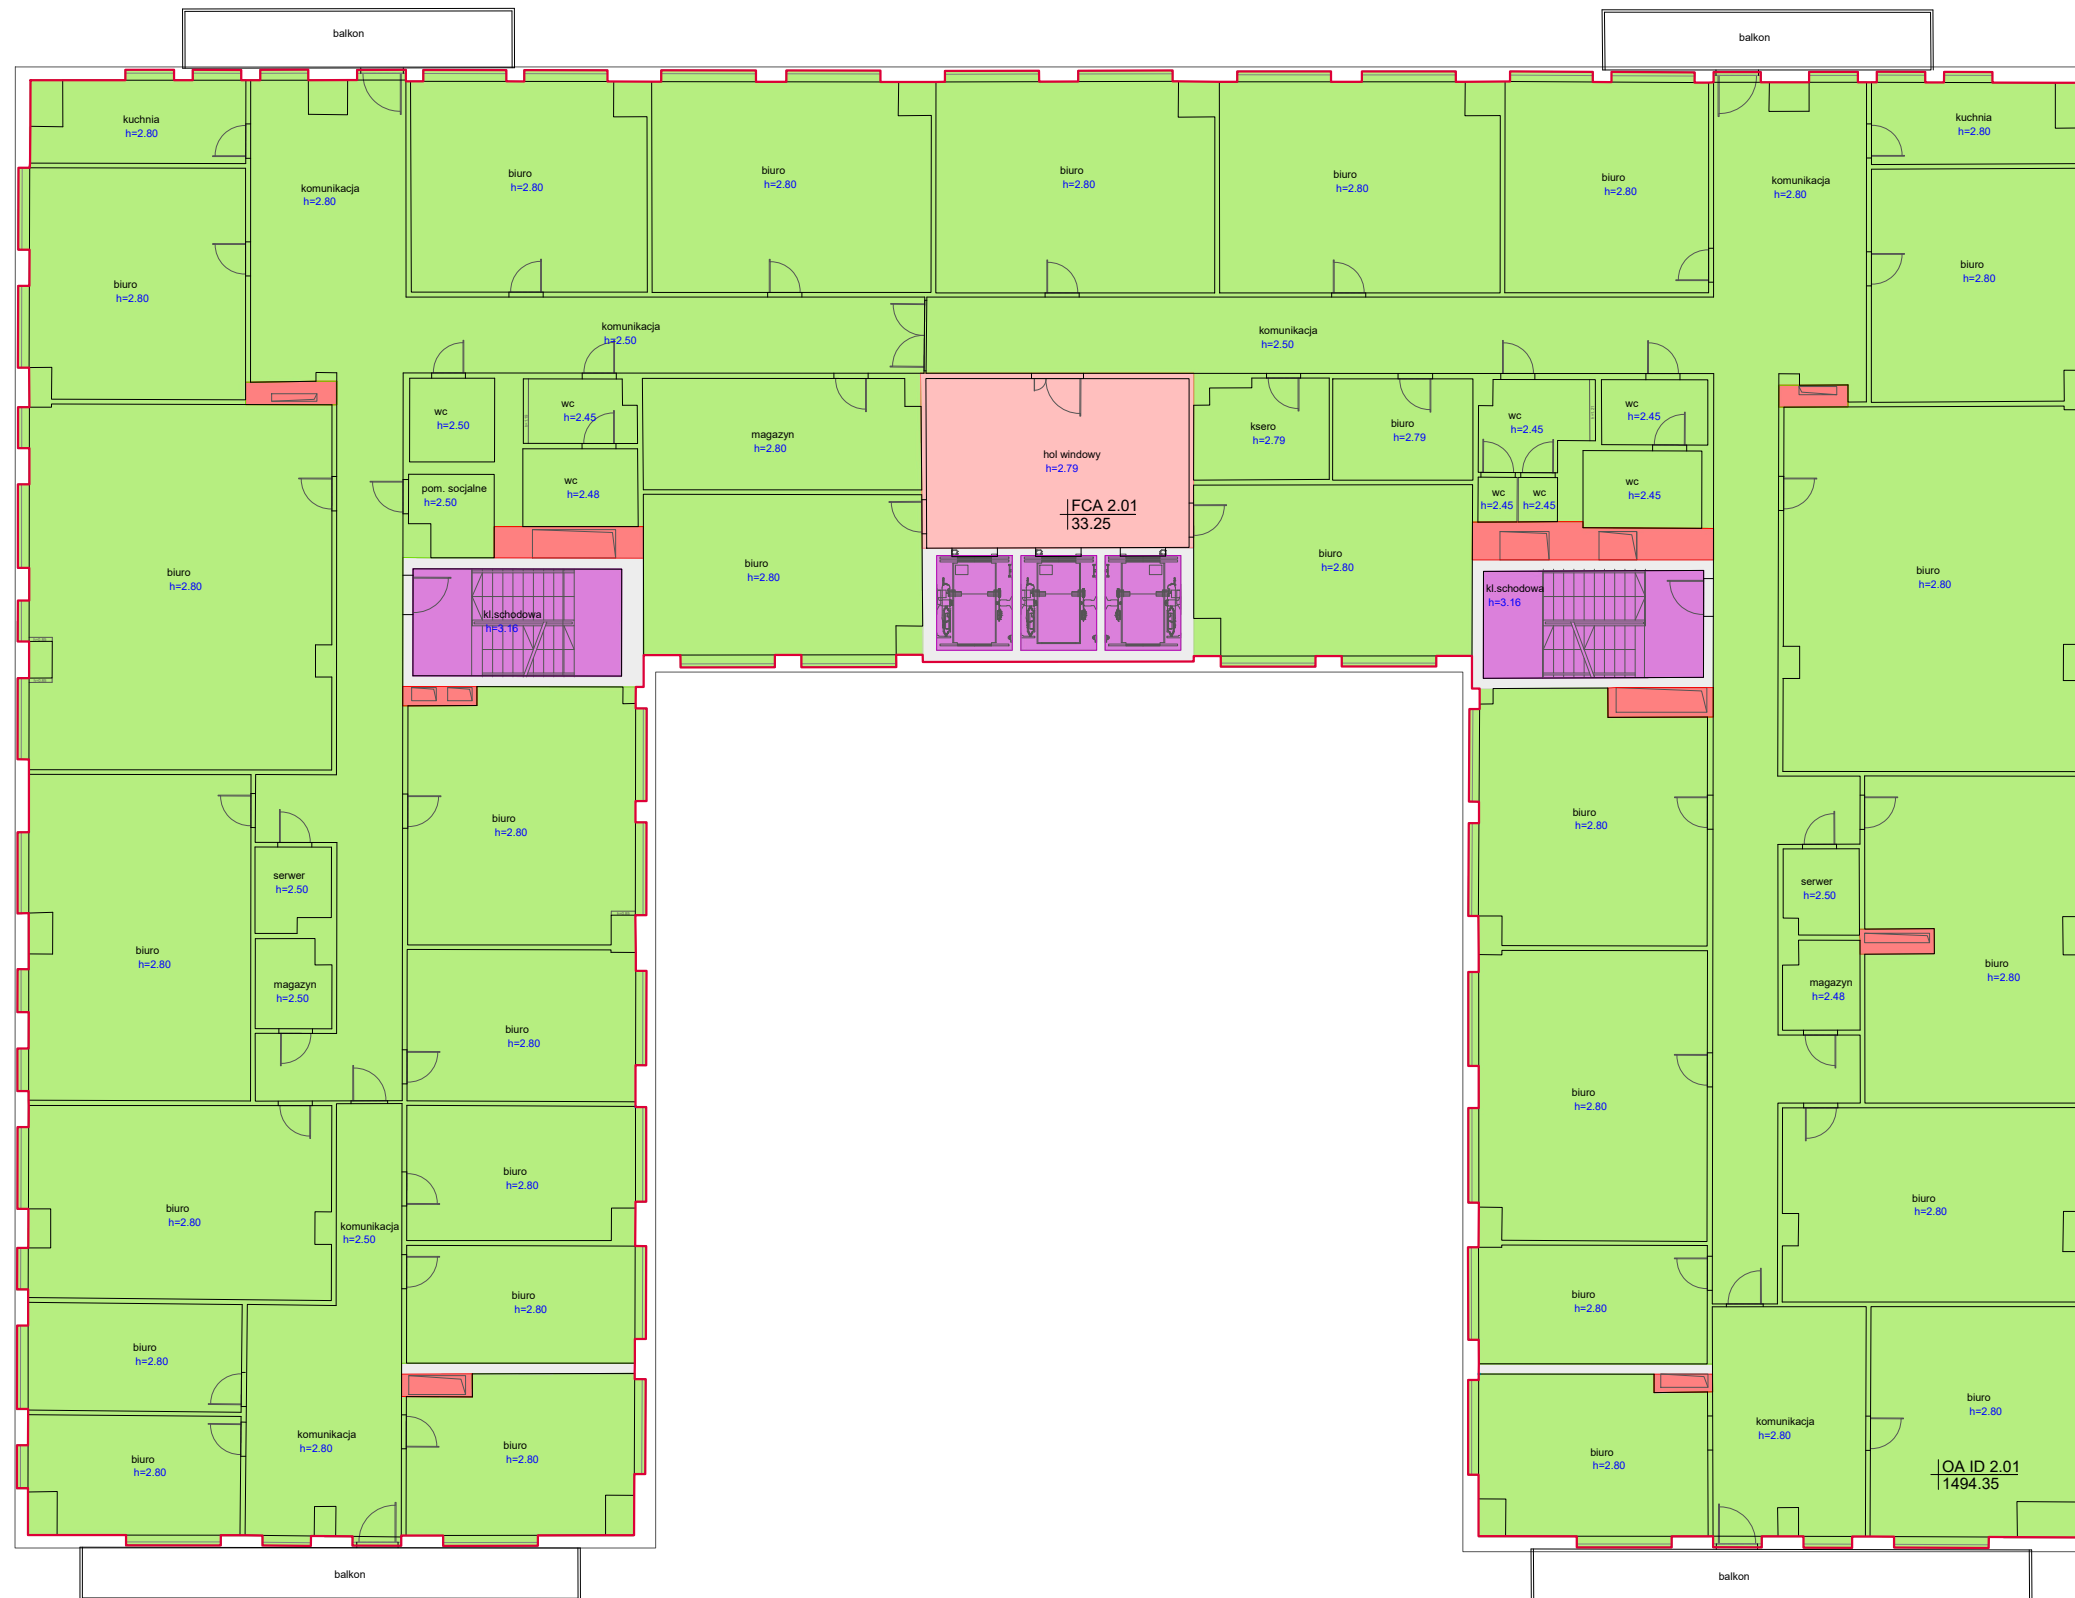 balkon
balkon
kuchnia
h=2.80
komunikacja
h=2.80
biuro
h=2.80
biuro
h=2.80
biuro
h=2.80
biuro
h=2.80
biuro
h=2.80
komunikacja
h=2.80
kuchnia
h=2.80
biuro
h=2.80
biuro
h=2.80
komunikacja
h=2.50
komunikacja
h=2.50
wc
h=2.50
wc
h=2.45
magazyn
h=2.80
hol windowy
h=2.79
FCA 2.01
33.25
ksero
h=2.79
biuro
h=2.79
wc
h=2.45
wc
h=2.45
pom. socjalne
h=2.50
wc
h=2.48
wc
h=2.45
wc
h=2.45
wc
h=2.45
biuro
h=2.80
biuro
h=2.80
biuro
h=2.80
biuro
h=2.80
kl.schodowa
h=3.16
kl.schodowa
h=3.16
biuro
h=2.80
biuro
h=2.80
serwer
h=2.50
serwer
h=2.50
biuro
h=2.80
biuro
h=2.80
magazyn
h=2.50
magazyn
h=2.48
biuro
h=2.80
biuro
h=2.80
biuro
h=2.80
komunikacja
h=2.50
biuro
h=2.80
biuro
h=2.80
biuro
h=2.80
biuro
h=2.80
biuro
h=2.80
komunikacja
h=2.80
biuro
h=2.80
biuro
h=2.80
biuro
h=2.80
komunikacja
h=2.80
biuro
h=2.80
OA ID 2.01
1494.35
balkon
balkon